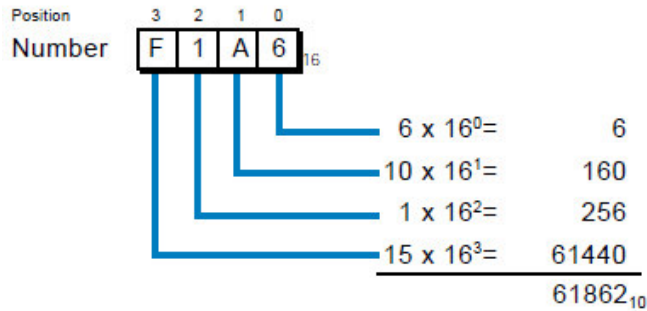 Position 3 2 1 0
Number F 1 A 6 16
6 x 16⁰= 6
10 x 16¹= 160
1 x 16²= 256
15 x 16³= 61440
61862₁₀